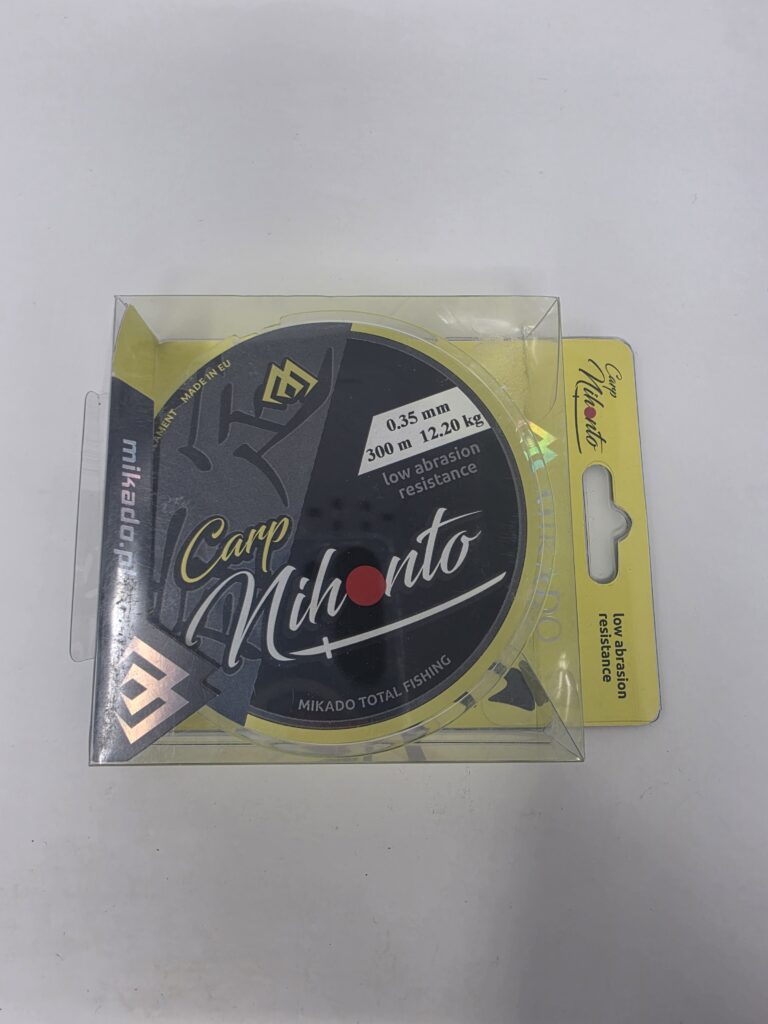 AMENT - MADE IN EU
mikado.p
0.35 mm
300 m 12.20 kg
low abrasion
resistance
Carp
Nihonto
MIKADO TOTAL FISHING
Carp
Nihonto
low abrasion
resistance